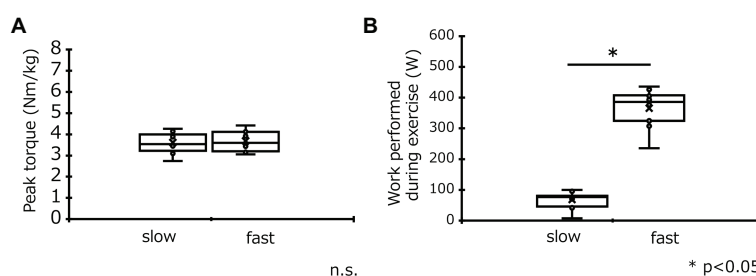 A
Peak torque (Nm/kg)
8
7
6
5
4
3
2
1
0
slow
fast
n.s.
B
Work performed
during exercise (W)
600
500
400
300
200
100
0
*
slow
fast
* p<0.05